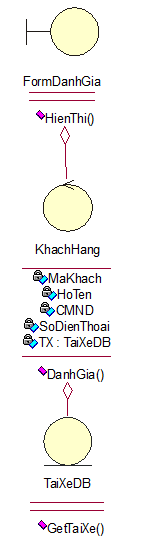 FormDanhGia
HienThi()
KhachHang
MaKhach
HoTen
CMND
SoDienThoai
TX : TaiXeDB
DanhGia()
TaiXeDB
GetTaiXe()